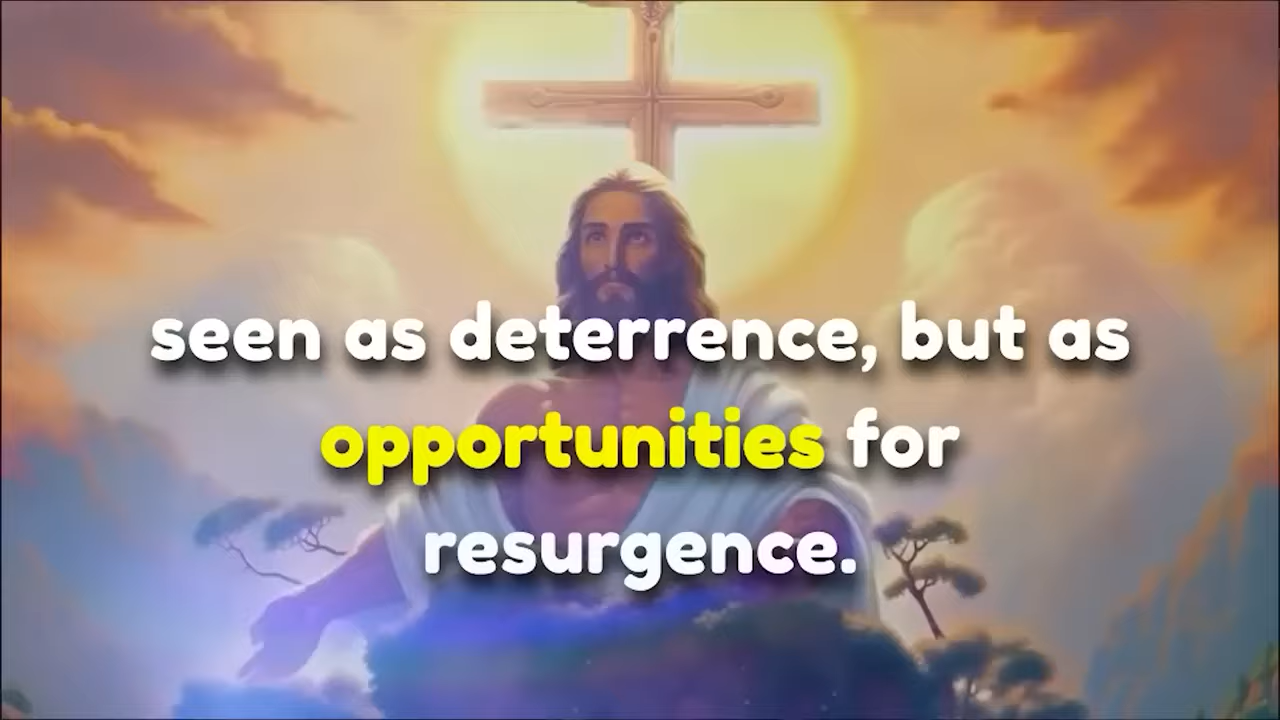 seen as deterrence, but as
opportunities for
resurgence.